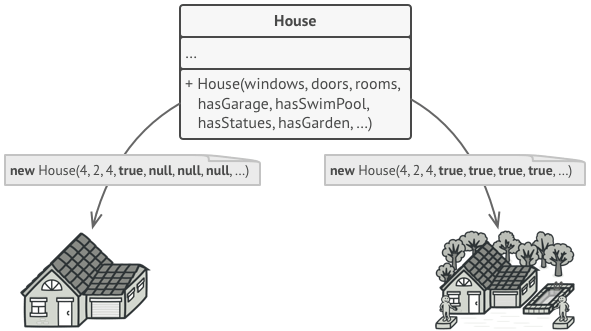 House
...
+ House(windows, doors, rooms,
hasGarage, hasSwimPool,
hasStatues, hasGarden, ...)
new House(4, 2, 4, true, null, null, null, ...)
new House(4, 2, 4, true, true, true, true, ...)